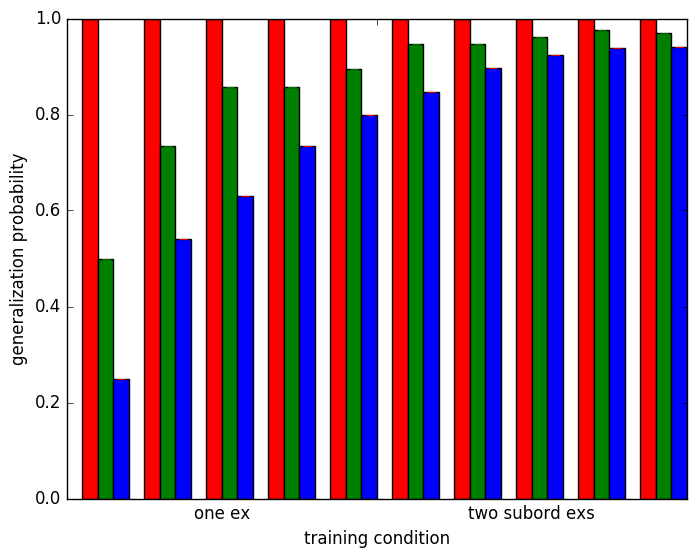 1.0
0.8
0.6
0.4
0.2
0.0
generalization probability
one ex
two subord exs
training condition